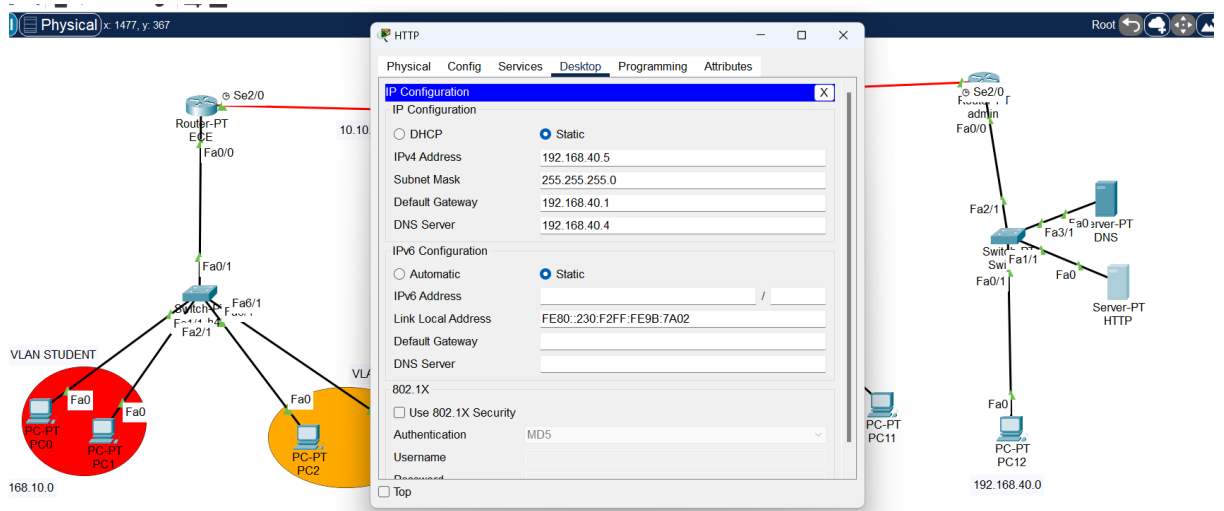 Physical x: 1477, y: 367
Root
HTTP
Physical Config Services Desktop Programming Attributes
IP Configuration X
IP Configuration
DHCP Static
IPv4 Address 192.168.40.5
Subnet Mask 255.255.255.0
Default Gateway 192.168.40.1
DNS Server 192.168.40.4
IPv6 Configuration
Automatic Static
IPv6 Address /
Link Local Address FE80::230:F2FF:FE9B:7A02
Default Gateway
DNS Server
802.1X
Use 802.1X Security
Authentication MD5
Username
Password
Top
Se2/0
Router-PT
ECE
Fa0/0
10.10.
Fa0/1
Fa6/1
Fa2/1
VLAN STUDENT
Fa0
Fa0
PC-PT
PC0
PC-PT
PC1
168.10.0
VLA
Fa0
PC-PT
PC2
Se2/0
admin
Fa0/0
Fa2/1
Fa3/1
Fa0
DNS
Fa1/1
Fa0/1
Fa0
Server-PT
HTTP
PC-PT
PC11
Fa0
PC-PT
PC12
192.168.40.0